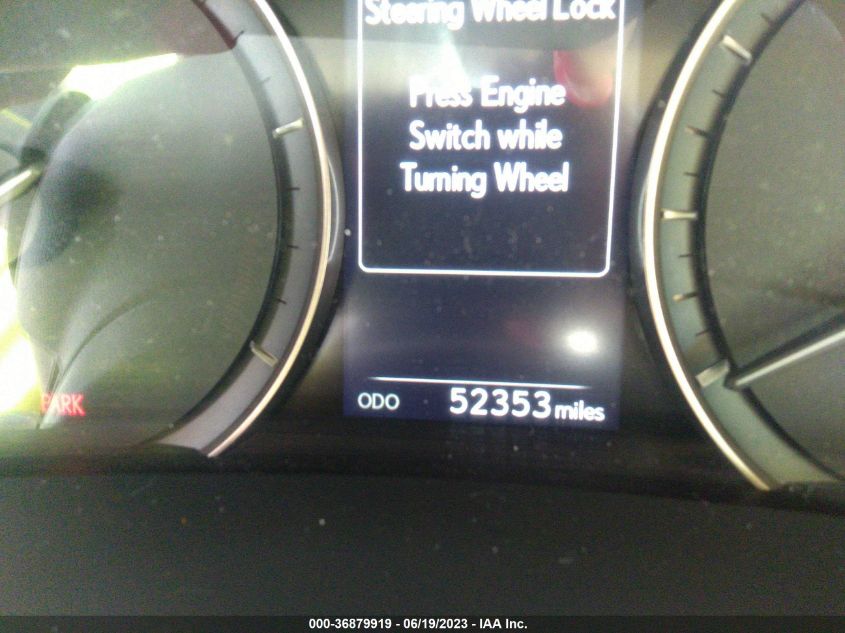 Steering Wheel Lock
Press Engine
Switch while
Turning Wheel
ODO 52353 miles
PARK
000-36879919 - 06/19/2023 - IAA Inc.